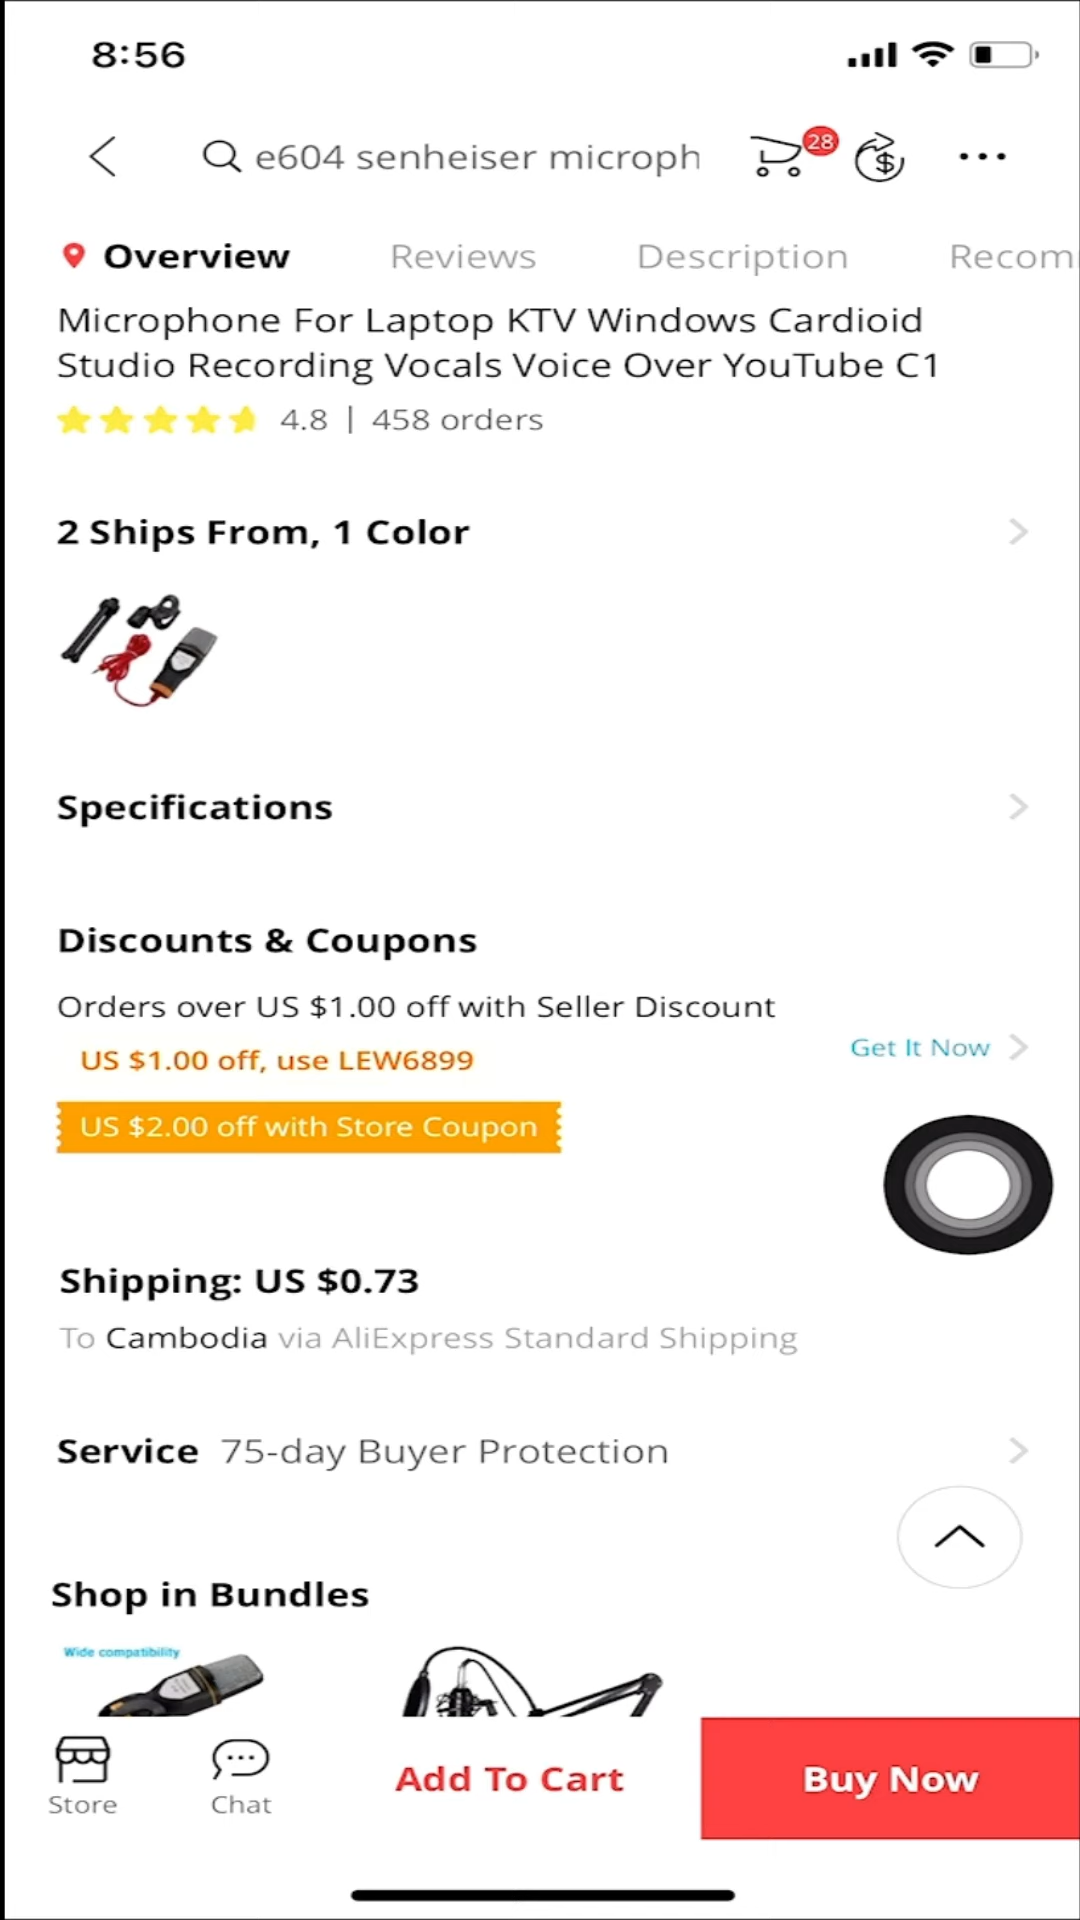 8:56
e604 senheiser microph
28
Overview Reviews Description Recom
Microphone For Laptop KTV Windows Cardioid
Studio Recording Vocals Voice Over YouTube C1
4.8 | 458 orders
2 Ships From, 1 Color
Specifications
Discounts & Coupons
Orders over US $1.00 off with Seller Discount
US $1.00 off, use LEW6899
Get It Now
US $2.00 off with Store Coupon
Shipping: US $0.73
To Cambodia via AliExpress Standard Shipping
Service 75-day Buyer Protection
Shop in Bundles
Wide compatibility
Store
Chat
Add To Cart
Buy Now